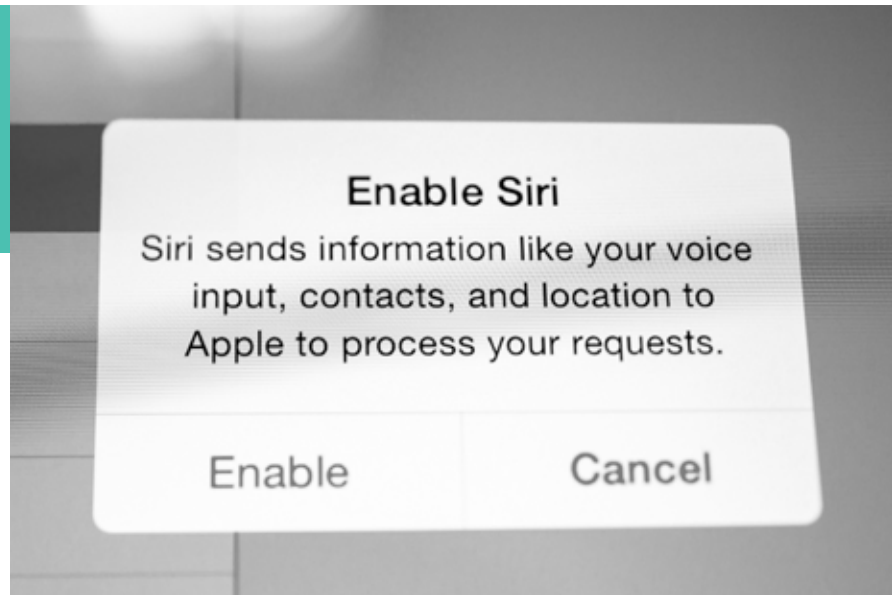 Enable Siri
Siri sends information like your voice
input, contacts, and location to
Apple to process your requests.
Enable
Cancel